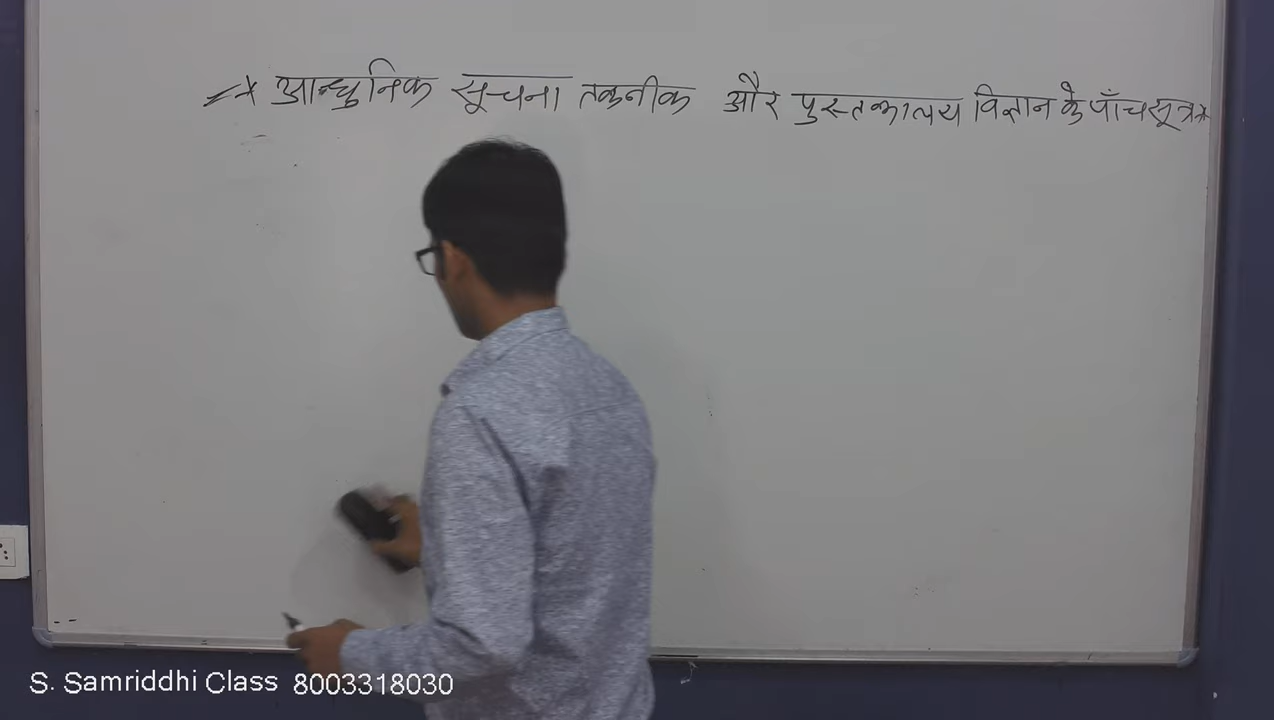 * आधुनिक सूचना तकनीक और पुस्तकालय विज्ञान के पाँच सूत्र *
S. Samriddhi Class 8003318030